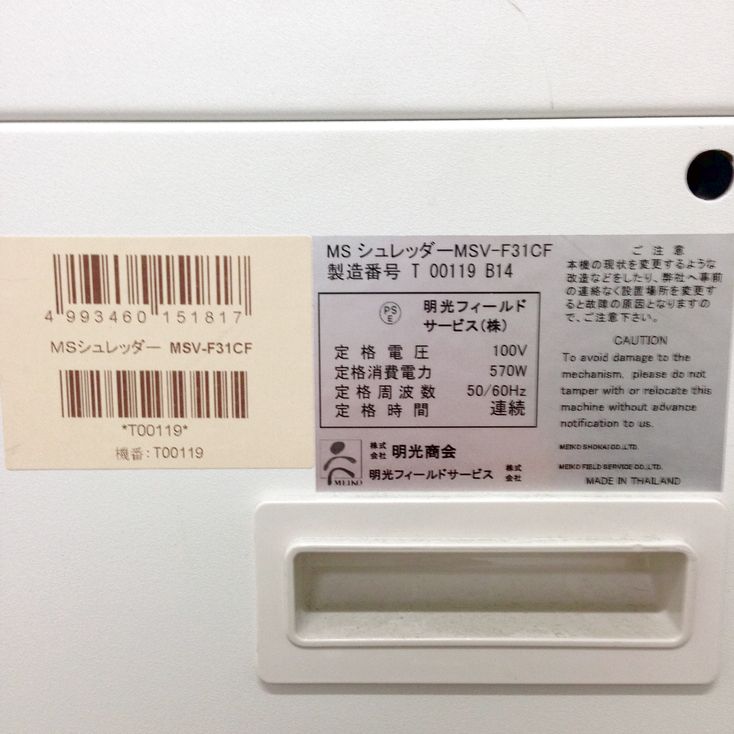 4 993460 151817
MSシュレッダー MSV-F31CF
*T00119*
機番:T00119
MS シュレッダーMSV-F31CF
製造番号 T 00119 B14
PS
E
明光フィールド
サービス(株)
定格電圧 100V
定格消費電力 570W
定格周波数 50/60Hz
定格時間 連続
MEIKO
株式
会社 明光商会
明光フィールドサービス 株式
会社
ご注意
本機の現状を変更するような
改造などをしたり、弊社へ事前
の連絡なく設置場所を変更す
ると故障の原因となりますの
で、ご注意下さい。
CAUTION
To avoid damage to the
mechanism, please do not
tamper with or relocate this
machine without advance
notification to us.
MEIKO SHOKAI CO.,LTD.
MEIKO FIELD SERVICE CO.,LTD.
MADE IN THAILAND